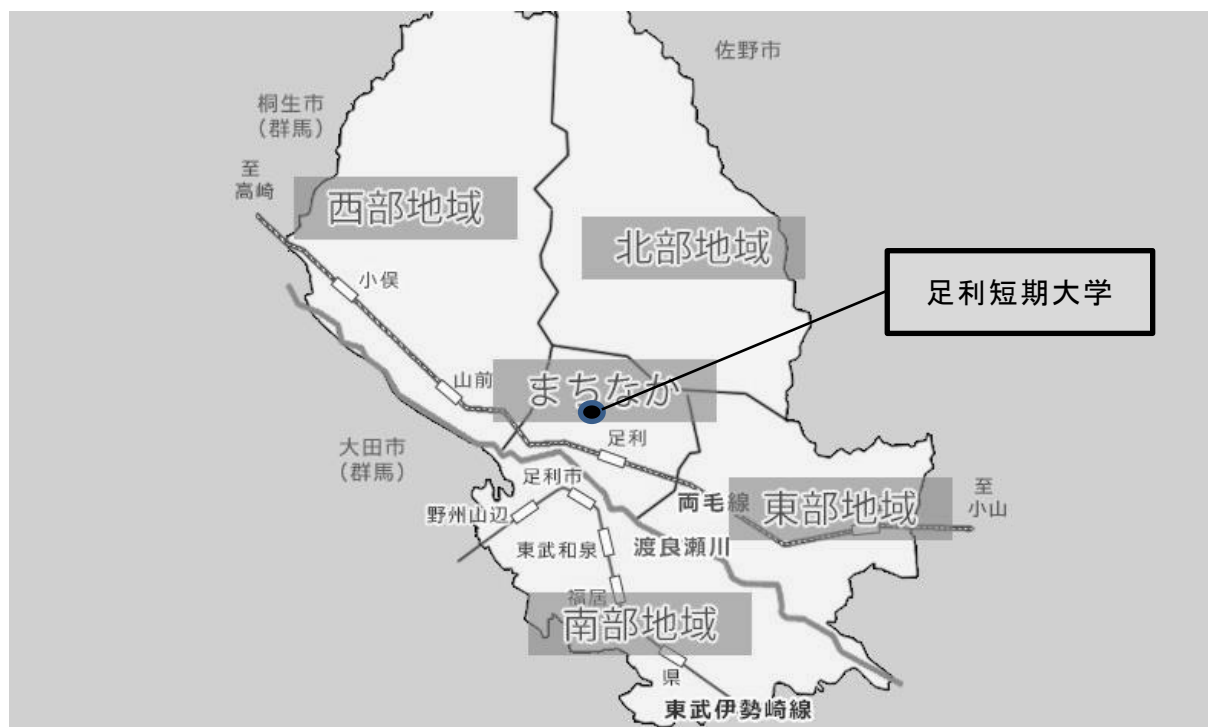 佐野市
桐生市
(群馬)
至
高崎
西部地域
北部地域
小俣
足利短期大学
山前
まちなか
足利
大田市
(群馬)
足利市
両毛線
東部地域
至
小山
野州山辺
東武和泉
渡良瀬川
福居
南部地域
県
東武伊勢崎線